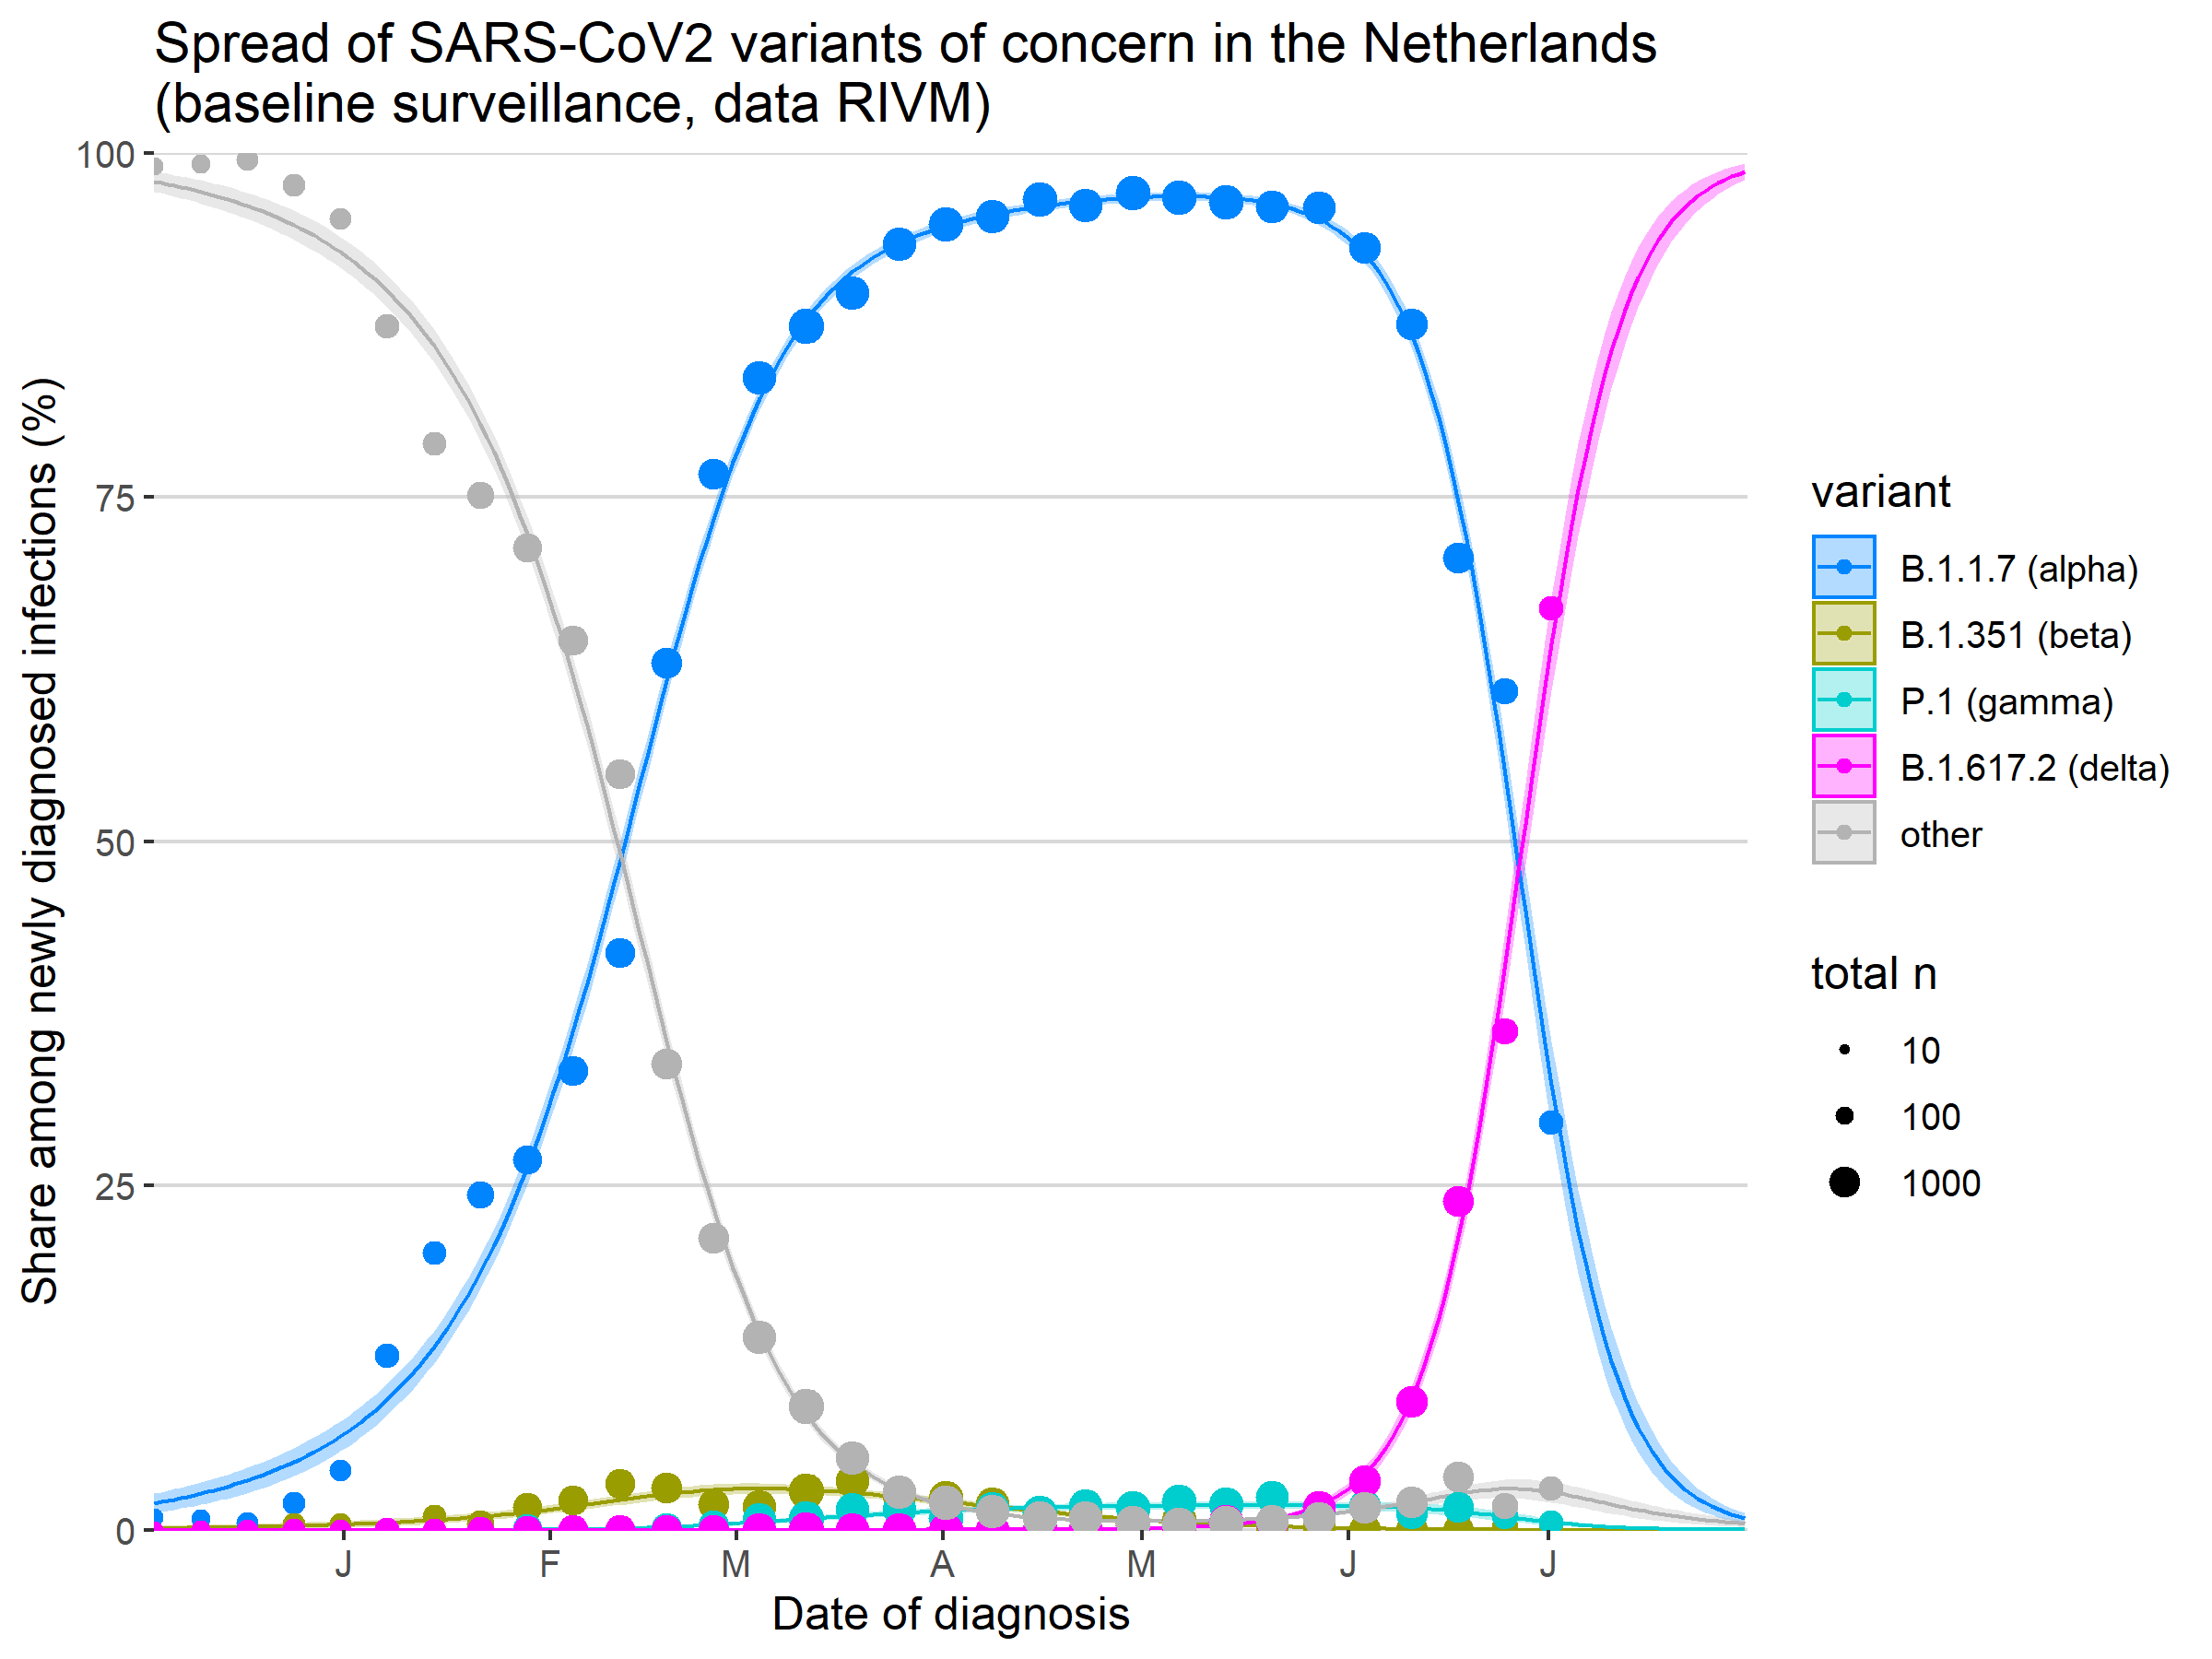 Spread of SARS-CoV2 variants of concern in the Netherlands
(baseline surveillance, data RIVM)
Share among newly diagnosed infections (%)
100
75
50
25
0
J
F
M
A
M
J
J
Date of diagnosis
variant
B.1.1.7 (alpha)
B.1.351 (beta)
P.1 (gamma)
B.1.617.2 (delta)
other
total n
10
100
1000